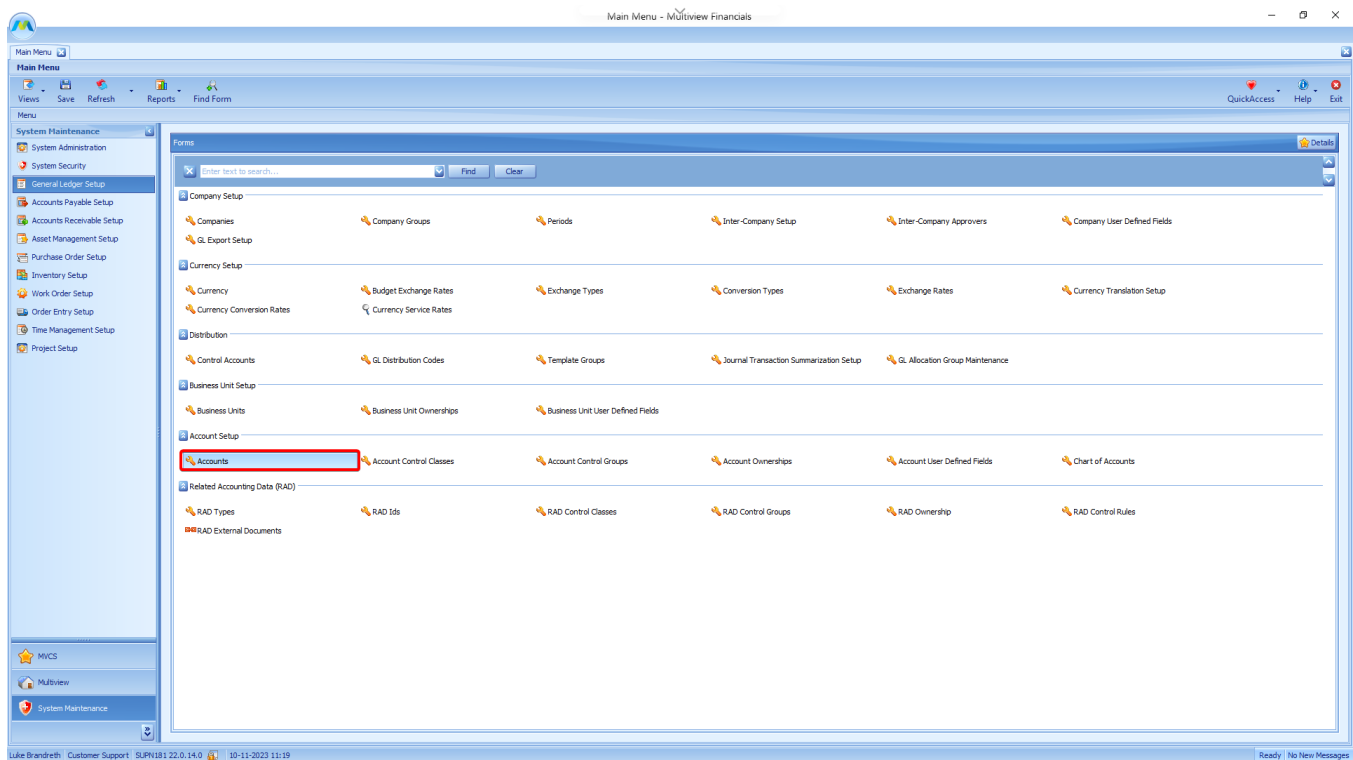 Main Menu - Multiview Financials
Main Menu
Main Menu
Views Save Refresh Reports Find Form QuickAccess Help Exit
Menu
System Maintenance
System Administration
System Security
General Ledger Setup
Accounts Payable Setup
Accounts Receivable Setup
Asset Management Setup
Purchase Order Setup
Inventory Setup
Work Order Setup
Order Entry Setup
Time Management Setup
Project Setup
MVCS
Multiview
System Maintenance
Forms Details
Enter text to search... Find Clear
Company Setup
Companies Company Groups Periods Inter-Company Setup Inter-Company Approvers Company User Defined Fields
GL Export Setup
Currency Setup
Currency Budget Exchange Rates Exchange Types Conversion Types Exchange Rates Currency Translation Setup
Currency Conversion Rates Currency Service Rates
Distribution
Control Accounts GL Distribution Codes Template Groups Journal Transaction Summarization Setup GL Allocation Group Maintenance
Business Unit Setup
Business Units Business Unit Ownerships Business Unit User Defined Fields
Account Setup
Accounts Account Control Classes Account Control Groups Account Ownerships Account User Defined Fields Chart of Accounts
Related Accounting Data (RAD)
RAD Types RAD Ids RAD Control Classes RAD Control Groups RAD Ownership RAD Control Rules
RAD External Documents
Luke Brandreth Customer Support SUPN181 22.0.14.0 10-11-2023 11:19 Ready No New Messages